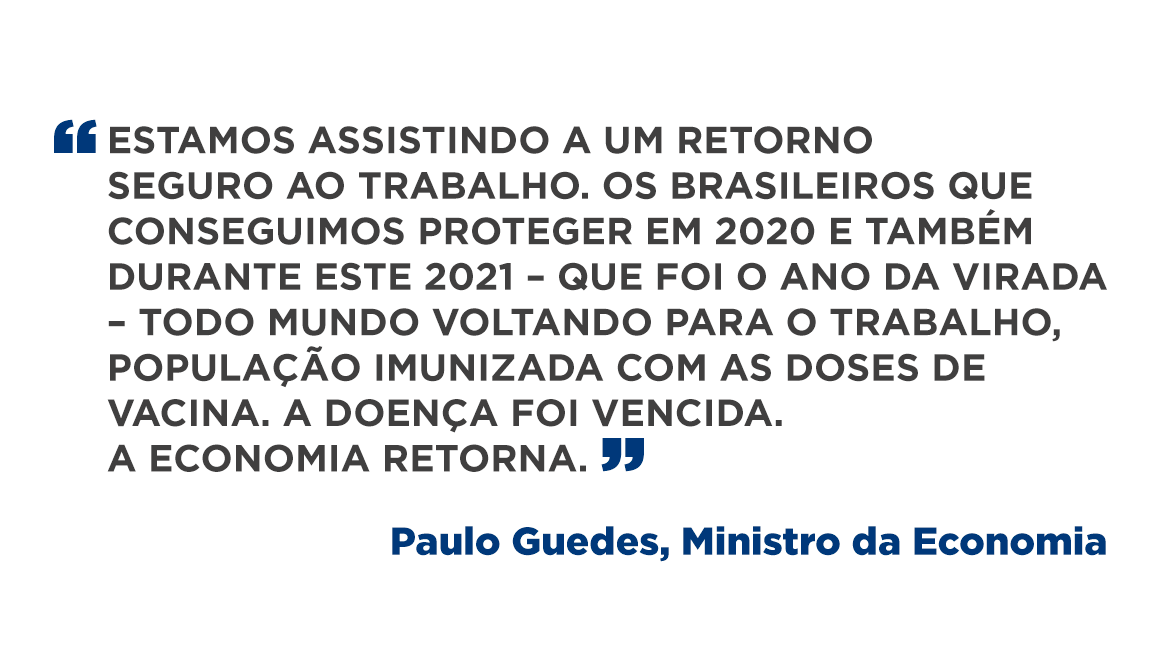 “ ESTAMOS ASSISTINDO A UM RETORNO
SEGURO AO TRABALHO. OS BRASILEIROS QUE
CONSEGUIMOS PROTEGER EM 2020 E TAMBÉM
DURANTE ESTE 2021 – QUE FOI O ANO DA VIRADA
– TODO MUNDO VOLTANDO PARA O TRABALHO,
POPULAÇÃO IMUNIZADA COM AS DOSES DE
VACINA. A DOENÇA FOI VENCIDA.
A ECONOMIA RETORNA. ”
Paulo Guedes, Ministro da Economia